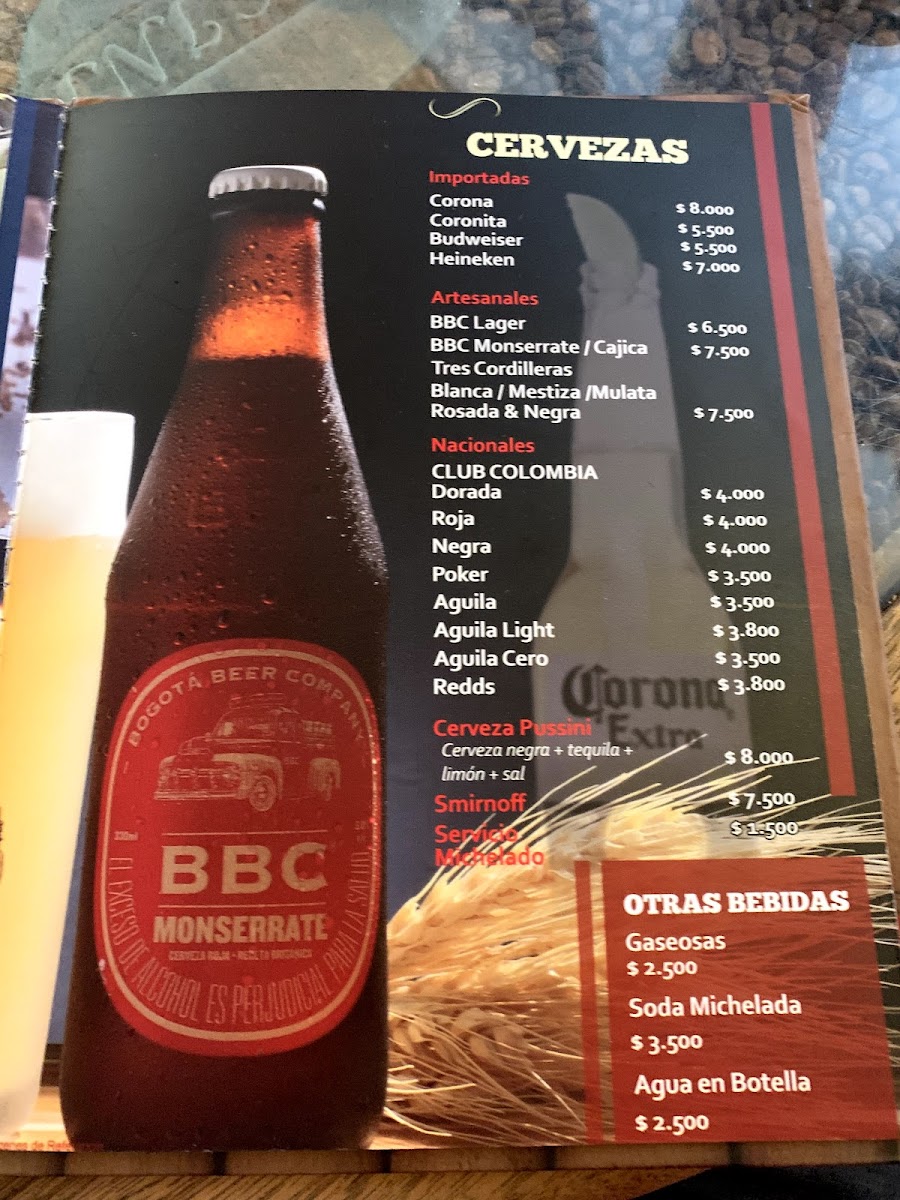 CERVEZAS
Importadas
Corona $ 8.000
Coronita $ 5.500
Budweiser $ 5.500
Heineken $ 7.000
Artesanales
BBC Lager $ 6.500
BBC Monserrate / Cajica $ 7.500
Tres Cordilleras
Blanca / Mestiza /Mulata
Rosada & Negra $ 7.500
Nacionales
CLUB COLOMBIA
Dorada $ 4.000
Roja $ 4.000
Negra $ 4.000
Poker $ 3.500
Aguila $ 3.500
Aguila Light $ 3.800
Aguila Cero $ 3.500
Redds $ 3.800
Cerveza Pussini
Cerveza negra + tequila +
limón + sal $ 8.000
Smirnoff $ 7.500
Servicio $ 1.500
Michelado
Corona
Extra
OTRAS BEBIDAS
Gaseosas
$ 2.500
Soda Michelada
$ 3.500
Agua en Botella
$ 2.500
BOGOTÁ BEER COMPANY
330ml
BBC
MONSERRATE
CERVEZA ROJA - RECETA BRITÁNICA
EL EXCESO DE ALCOHOL ES PERJUDICIAL PARA LA SALUD